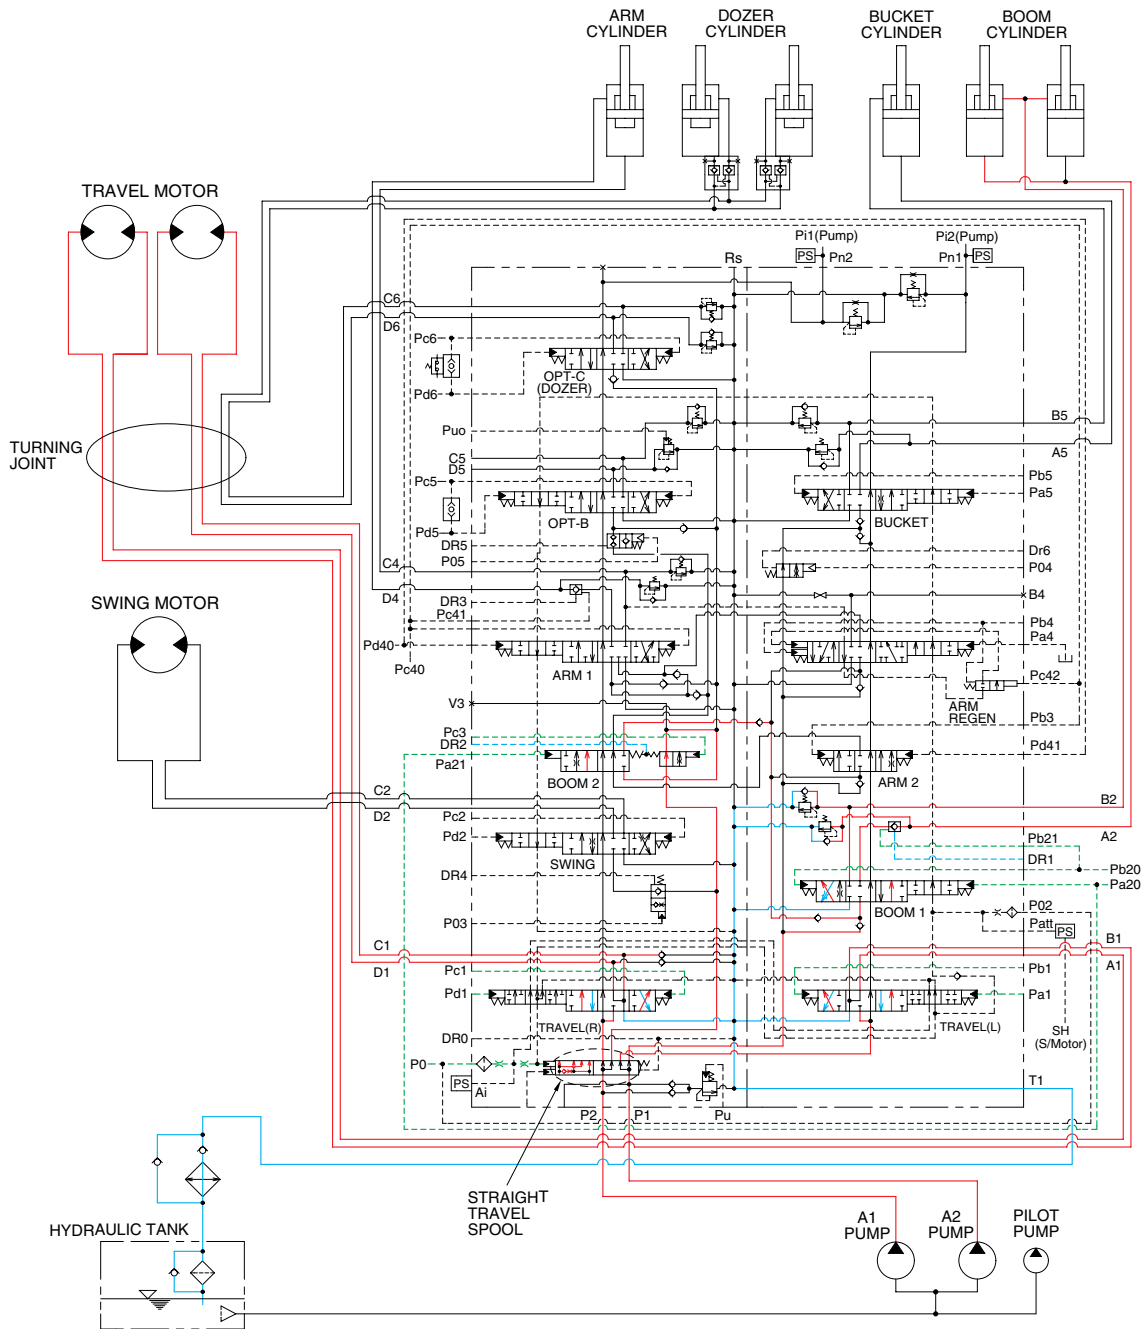 ARM
CYLINDER
DOZER
CYLINDER
BUCKET
CYLINDER
BOOM
CYLINDER
TRAVEL MOTOR
Pi1(Pump)
Pi2(Pump)
Rs
PS
Pn2
Pn1
PS
C6
D6
Pc6
OPT-C
(DOZER)
Pd6
TURNING
JOINT
Puo
B5
C5
D5
A5
Pc5
Pb5
Pa5
OPT-B
BUCKET
Pd5
DR5
P05
Dr6
P04
C4
D4
DR3
Pc41
B4
SWING MOTOR
Pb4
Pa4
Pd40
Pc40
ARM 1
Pc42
ARM
REGEN
V3
Pb3
Pc3
DR2
Pa21
Pd41
BOOM 2
ARM 2
C2
D2
B2
A2
Pc2
Pd2
SWING
Pb21
DR1
Pb20
Pa20
DR4
BOOM 1
P03
P02
Patt
PS
C1
D1
B1
A1
Pc1
Pb1
Pd1
Pa1
TRAVEL(R)
TRAVEL(L)
DR0
SH
(S/Motor)
P0
PS
Ai
T1
P2
P1
Pu
STRAIGHT
TRAVEL
SPOOL
HYDRAULIC TANK
A1
PUMP
A2
PUMP
PILOT
PUMP